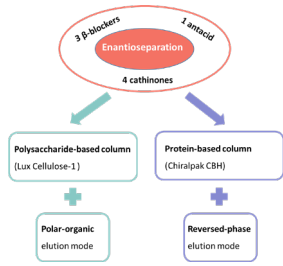 3 β-blockers
1 antacid
Enantioseparation
4 cathinones
Polysaccharide-based column
(Lux Cellulose-1)
Protein-based column
(Chiralpak CBH)
Polar-organic
elution mode
Reversed-phase
elution mode